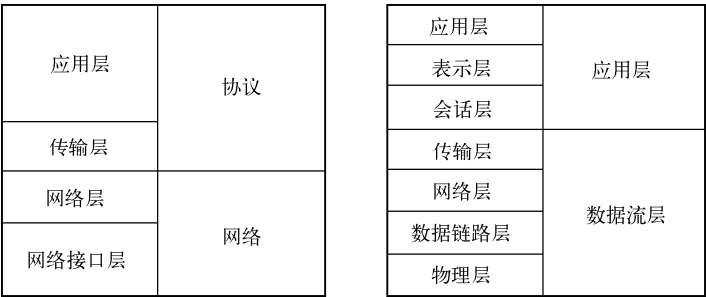 应用层
传输层
网络层
网络接口层
协议
网络
应用层
表示层
会话层
传输层
网络层
数据链路层
物理层
应用层
数据流层